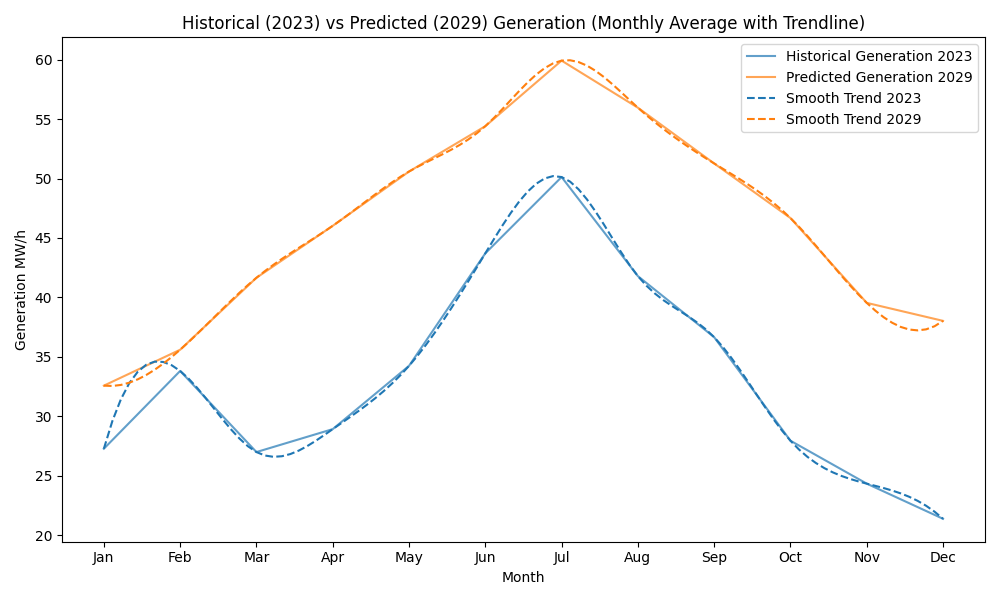 Historical (2023) vs Predicted (2029) Generation (Monthly Average with Trendline)
Historical Generation 2023
Predicted Generation 2029
Smooth Trend 2023
Smooth Trend 2029
Generation MW/h
60
55
50
45
40
35
30
25
20
Jan Feb Mar Apr May Jun Jul Aug Sep Oct Nov Dec
Month